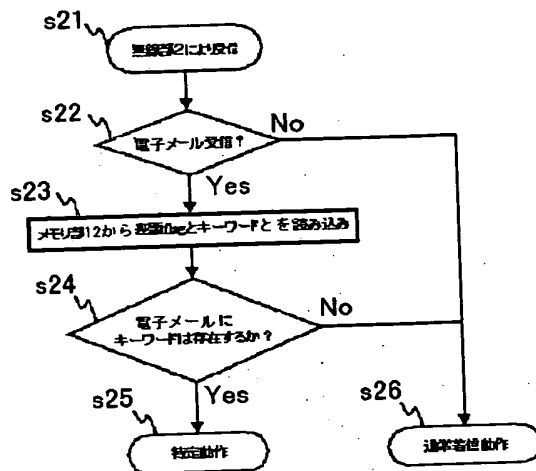 s21
無線部2により受信
s22
電子メール受信?
No
Yes
s23
メモリ部12から flagとキーワードとを読み込み
s24
電子メールに
キーワードは存在するか?
No
Yes
s25
特定動作
s26
通常着信動作